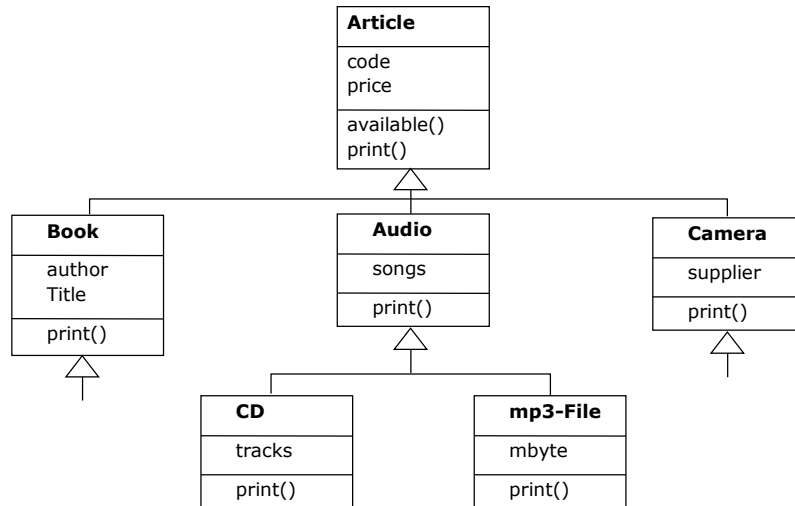 Article
code
price
available()
print()
Book
author
Title
print()
Audio
songs
print()
Camera
supplier
print()
CD
tracks
print()
mp3-File
mbyte
print()